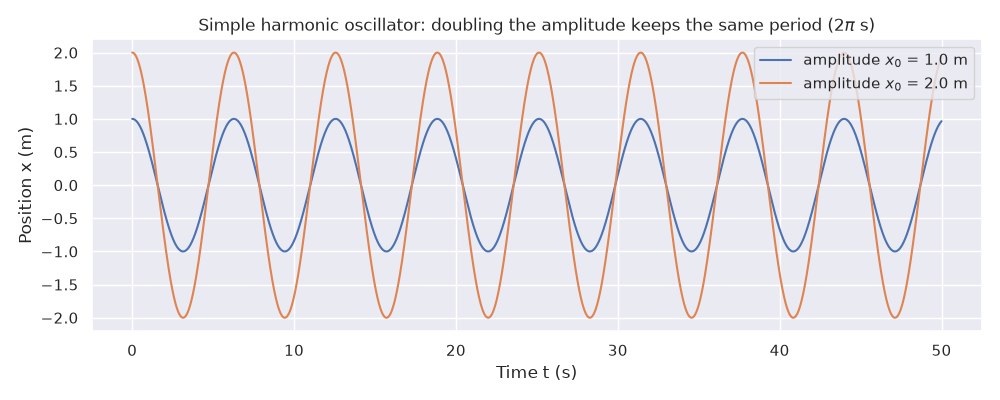 Simple harmonic oscillator: doubling the amplitude keeps the same period (2π s)
amplitude x₀ = 1.0 m
amplitude x₀ = 2.0 m
Position x (m)
2.0
1.5
1.0
0.5
0.0
−0.5
−1.0
−1.5
−2.0
0 10 20 30 40 50
Time t (s)